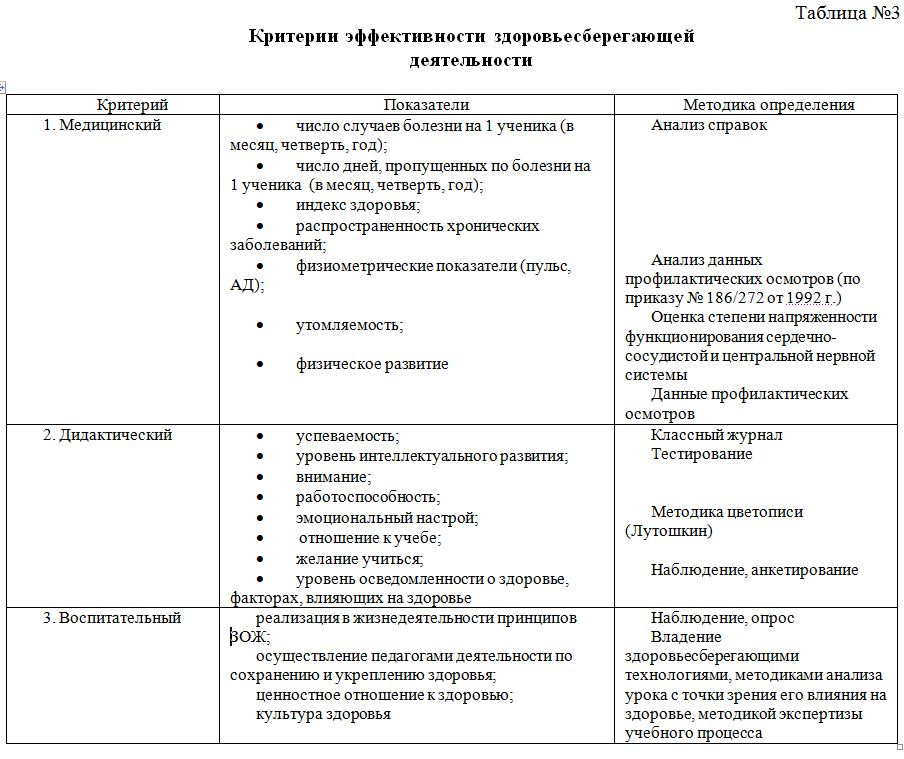 Таблица №3
Критерии эффективности здоровьесберегающей
деятельности
Критерий
Показатели
Методика определения
1. Медицинский
• число случаев болезни на 1 ученика (в
месяц, четверть, год);
• число дней, пропущенных по болезни на
1 ученика (в месяц, четверть, год);
• индекс здоровья;
• распространенность хронических
заболеваний;
• физиометрические показатели (пульс,
АД);
• утомляемость;
• физическое развитие
Анализ справок
Анализ данных
профилактических осмотров (по
приказу № 186/272 от 1992 г.)
Оценка степени напряженности
функционирования сердечно-
сосудистой и центральной нервной
системы
Данные профилактических
осмотров
2. Дидактический
• успеваемость;
• уровень интеллектуального развития;
• внимание;
• работоспособность;
• эмоциональный настрой;
• отношение к учебе;
• желание учиться;
• уровень осведомленности о здоровье,
факторах, влияющих на здоровье
Классный журнал
Тестирование
Методика цветописи
(Лутошкин)
Наблюдение, анкетирование
3. Воспитательный
реализация в жизнедеятельности принципов
ЗОЖ;
осуществление педагогами деятельности по
сохранению и укреплению здоровья;
ценностное отношение к здоровью;
культура здоровья
Наблюдение, опрос
Владение
здоровьесберегающими
технологиями, методиками анализа
урока с точки зрения его влияния на
здоровье, методикой экспертизы
учебного процесса